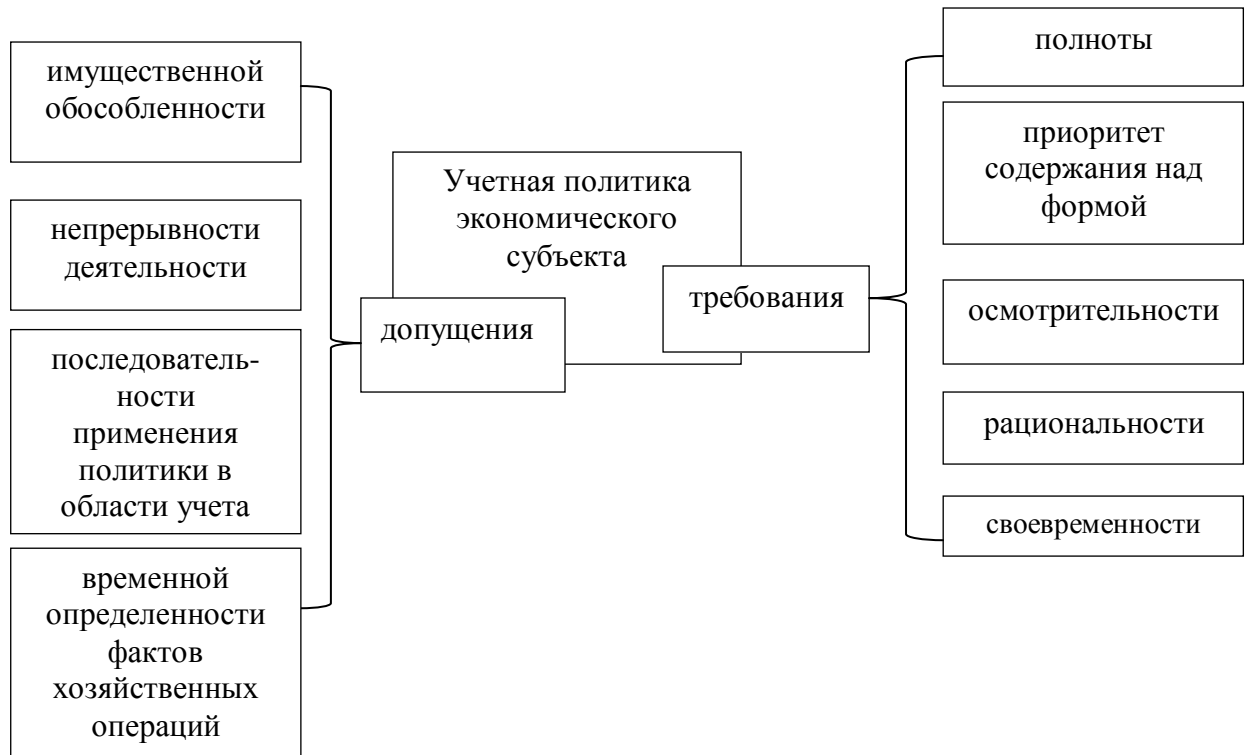 имущественной
обособленности
непрерывности
деятельности
последователь-
ности
применения
политики в
области учета
временной
определенности
фактов
хозяйственных
операций
Учетная политика
экономического
субъекта
допущения
требования
полноты
приоритет
содержания над
формой
осмотрительности
рациональности
своевременности